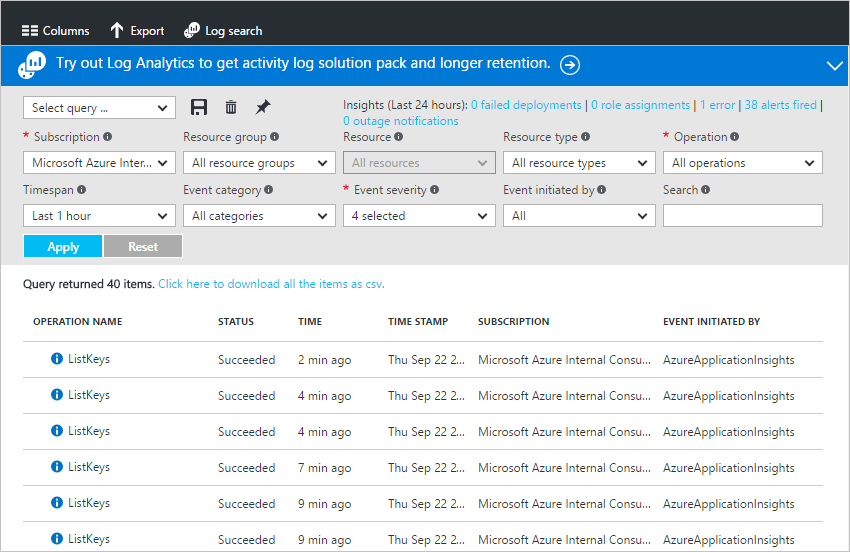 Columns Export Log search
Try out Log Analytics to get activity log solution pack and longer retention.
Select query ... Insights (Last 24 hours): 0 failed deployments | 0 role assignments | 1 error | 38 alerts fired |
0 outage notifications
* Subscription Resource group Resource Resource type * Operation
Microsoft Azure Inter... All resource groups All resources All resource types All operations
Timespan Event category * Event severity Event initiated by Search
Last 1 hour All categories 4 selected All
Apply Reset
Query returned 40 items. Click here to download all the items as csv.
OPERATION NAME STATUS TIME TIME STAMP SUBSCRIPTION EVENT INITIATED BY
ListKeys Succeeded 2 min ago Thu Sep 22 2... Microsoft Azure Internal Consu... AzureApplicationInsights
ListKeys Succeeded 4 min ago Thu Sep 22 2... Microsoft Azure Internal Consu... AzureApplicationInsights
ListKeys Succeeded 4 min ago Thu Sep 22 2... Microsoft Azure Internal Consu... AzureApplicationInsights
ListKeys Succeeded 7 min ago Thu Sep 22 2... Microsoft Azure Internal Consu... AzureApplicationInsights
ListKeys Succeeded 9 min ago Thu Sep 22 2... Microsoft Azure Internal Consu... AzureApplicationInsights
ListKeys Succeeded 9 min ago Thu Sep 22 2... Microsoft Azure Internal Consu... AzureApplicationInsights